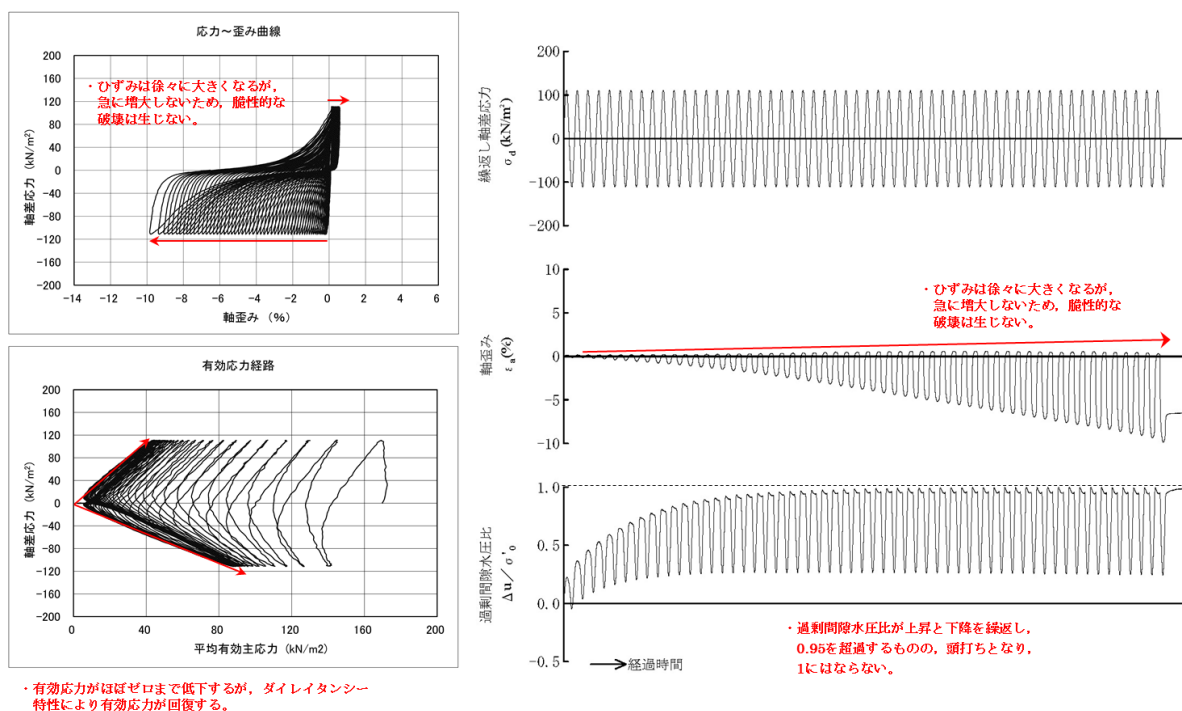 応力～歪み曲線
・ひずみは徐々に大きくなるが，
急に増大しないため，脆性的な
破壊は生じない。
軸差応力（kN/m²）
200
160
120
80
40
0
-40
-80
-120
-160
-200
-14 -12 -10 -8 -6 -4 -2 0 2 4 6
軸歪み （%）
有効応力経路
軸差応力（kN/m²）
200
160
120
80
40
0
-40
-80
-120
-160
-200
0 40 80 120 160 200
平均有効主応力（kN/m2）
・有効応力がほぼゼロまで低下するが，ダイレイタンシー
特性により有効応力が回復する。
繰返し軸差応力
σd (kN/m²)
200
100
0
-100
-200
・ひずみは徐々に大きくなるが，
急に増大しないため，脆性的な
破壊は生じない。
軸歪み
εa(%)
10
5
0
-5
-10
過剰間隙水圧比
Δu／σ'o
1.0
0.5
0.0
-0.5
・過剰間隙水圧比が上昇と下降を繰返し，
0.95を超過するものの，頭打ちとなり，
1にはならない。
経過時間